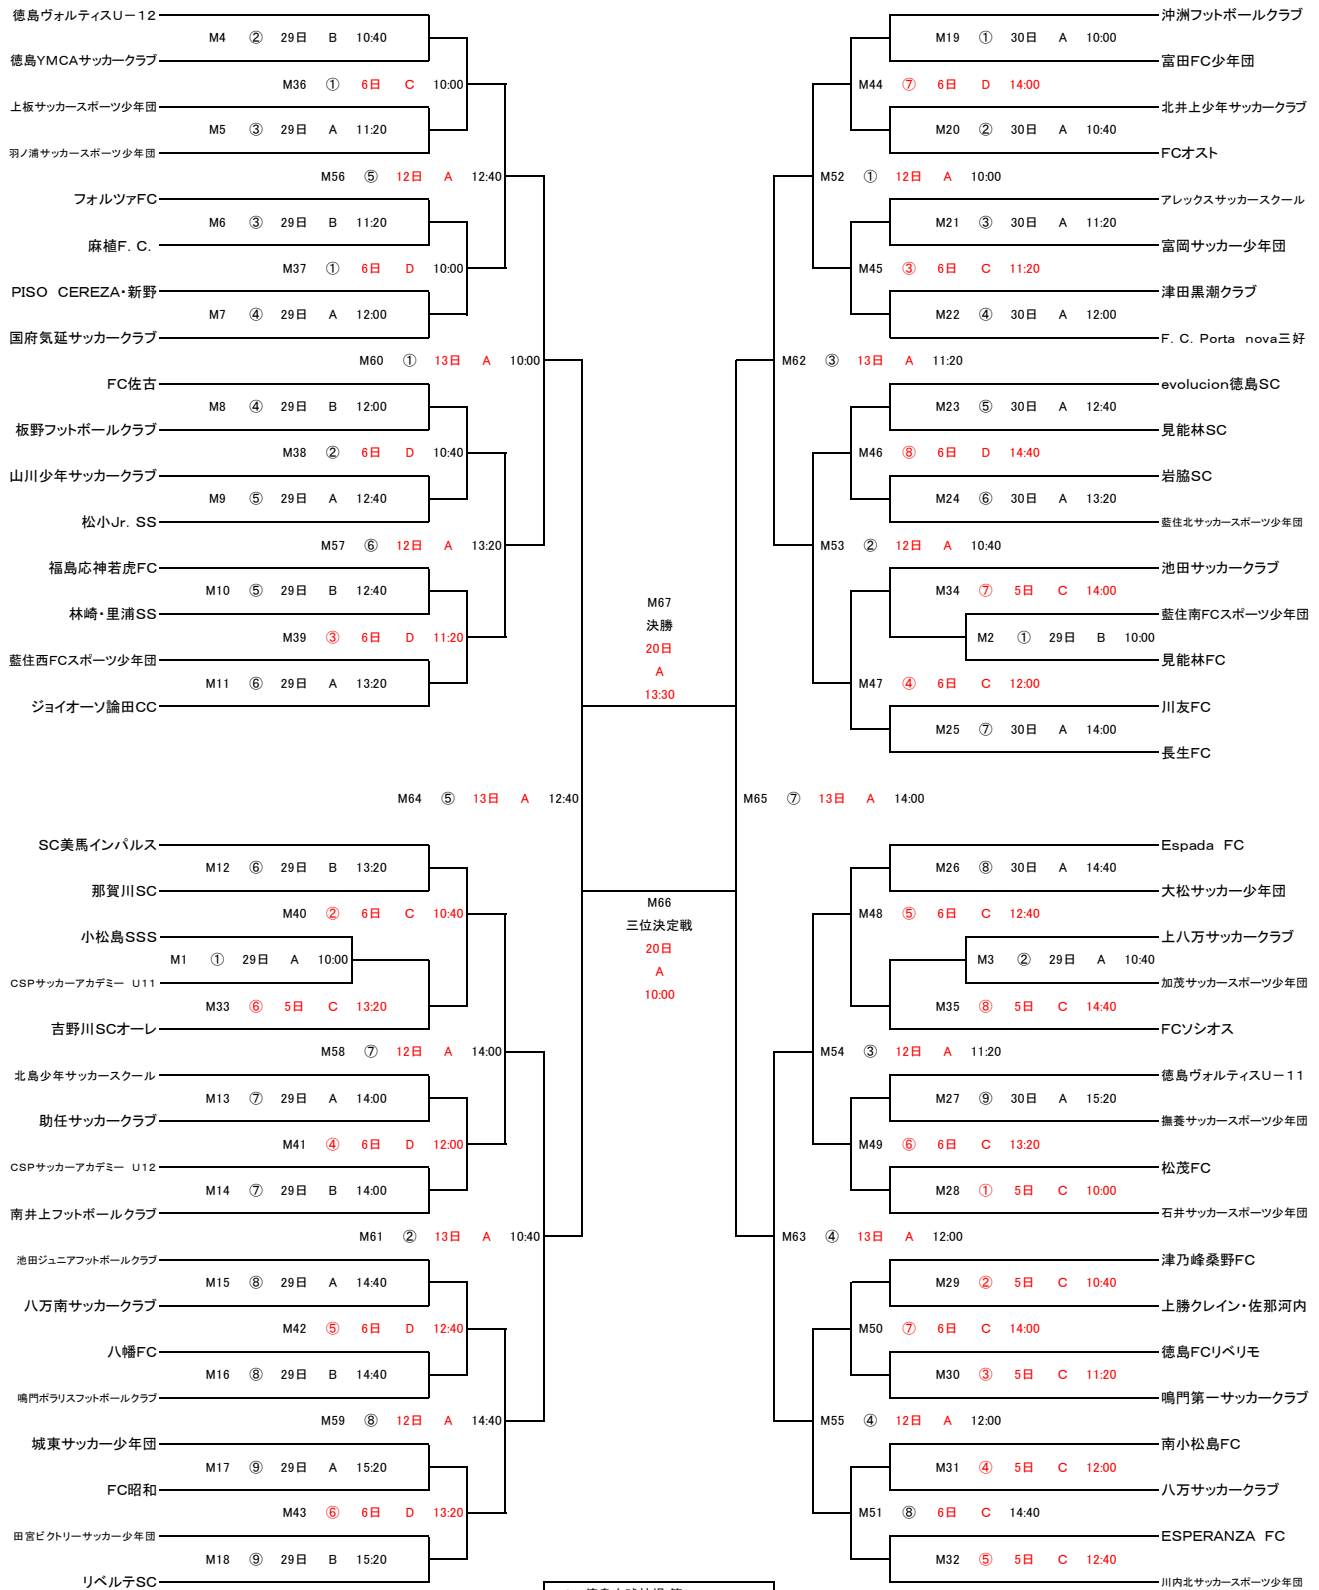 徳島ヴォルティスU－12
M4 ② 29日 B 10:40
徳島YMCAサッカークラブ
M36 ① 6日 C 10:00
上板サッカースポーツ少年団
M5 ③ 29日 A 11:20
羽ノ浦サッカースポーツ少年団
M56 ⑤ 12日 A 12:40
フォルツァFC
M6 ③ 29日 B 11:20
麻植F. C.
M37 ① 6日 D 10:00
PISO CEREZA・新野
M7 ④ 29日 A 12:00
国府気延サッカークラブ
M60 ① 13日 A 10:00
FC佐古
M8 ④ 29日 B 12:00
板野フットボールクラブ
M38 ② 6日 D 10:40
山川少年サッカークラブ
M9 ⑤ 29日 A 12:40
松小Jr. SS
M57 ⑥ 12日 A 13:20
福島応神若虎FC
M10 ⑤ 29日 B 12:40
林崎・里浦SS
M39 ③ 6日 D 11:20
藍住西FCスポーツ少年団
M11 ⑥ 29日 A 13:20
ジョイオーソ論田CC
M64 ⑤ 13日 A 12:40
SC美馬インパルス
M12 ⑥ 29日 B 13:20
那賀川SC
M40 ② 6日 C 10:40
小松島SSS
M1 ① 29日 A 10:00
CSPサッカーアカデミー U11
M33 ⑥ 5日 C 13:20
吉野川SCオーレ
M58 ⑦ 12日 A 14:00
北島少年サッカースクール
M13 ⑦ 29日 A 14:00
助任サッカークラブ
M41 ④ 6日 D 12:00
CSPサッカーアカデミー U12
M14 ⑦ 29日 B 14:00
南井上フットボールクラブ
M61 ② 13日 A 10:40
池田ジュニアフットボールクラブ
M15 ⑧ 29日 A 14:40
八万南サッカークラブ
M42 ⑤ 6日 D 12:40
八幡FC
M16 ⑧ 29日 B 14:40
鳴門ポラリスフットボールクラブ
M59 ⑧ 12日 A 14:40
城東サッカー少年団
M17 ⑨ 29日 A 15:20
FC昭和
M43 ⑥ 6日 D 13:20
田宮ビクトリーサッカー少年団
M18 ⑨ 29日 B 15:20
リベルテSC
M67
決勝
20日
A
13:30
M66
三位決定戦
20日
A
10:00
沖洲フットボールクラブ
M19 ① 30日 A 10:00
富田FC少年団
M44 ⑦ 6日 D 14:00
北井上少年サッカークラブ
M20 ② 30日 A 10:40
FCオスト
M52 ① 12日 A 10:00
アレックスサッカースクール
M21 ③ 30日 A 11:20
富岡サッカー少年団
M45 ③ 6日 C 11:20
津田黒潮クラブ
M22 ④ 30日 A 12:00
F. C. Porta nova三好
M62 ③ 13日 A 11:20
evolucion徳島SC
M23 ⑤ 30日 A 12:40
見能林SC
M46 ⑧ 6日 D 14:40
岩脇SC
M24 ⑥ 30日 A 13:20
藍住北サッカースポーツ少年団
M53 ② 12日 A 10:40
池田サッカークラブ
M34 ⑦ 5日 C 14:00
藍住南FCスポーツ少年団
M2 ① 29日 B 10:00
見能林FC
M47 ④ 6日 C 12:00
川友FC
M25 ⑦ 30日 A 14:00
長生FC
M65 ⑦ 13日 A 14:00
Espada FC
M26 ⑧ 30日 A 14:40
大松サッカー少年団
M48 ⑤ 6日 C 12:40
上八万サッカークラブ
M3 ② 29日 A 10:40
加茂サッカースポーツ少年団
M35 ⑧ 5日 C 14:40
FCソシオス
M54 ③ 12日 A 11:20
徳島ヴォルティスU－11
M27 ⑨ 30日 A 15:20
撫養サッカースポーツ少年団
M49 ⑥ 6日 C 13:20
松茂FC
M28 ① 5日 C 10:00
石井サッカースポーツ少年団
M63 ④ 13日 A 12:00
津乃峰桑野FC
M29 ② 5日 C 10:40
上勝クレイン・佐那河内
M50 ⑦ 6日 C 14:00
徳島FCリベリモ
M30 ③ 5日 C 11:20
鳴門第一サッカークラブ
M55 ④ 12日 A 12:00
南小松島FC
M31 ④ 5日 C 12:00
八万サッカークラブ
M51 ⑧ 6日 C 14:40
ESPERANZA FC
M32 ⑤ 5日 C 12:40
川内北サッカースポーツ少年団